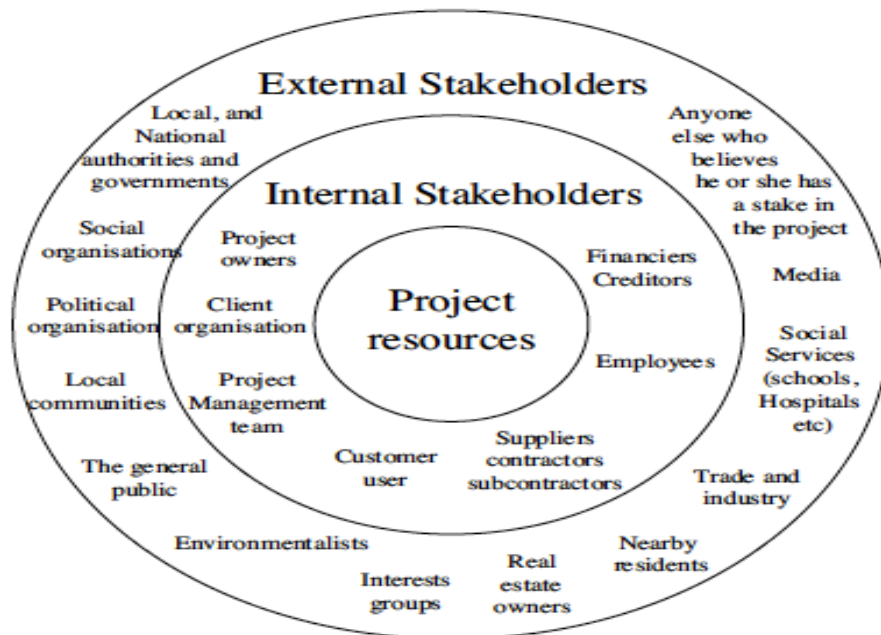 External Stakeholders
Local, and
National
authorities and
governments
Anyone
else who
believes
he or she has
a stake in
the project
Internal Stakeholders
Social
organisations
Project
owners
Financiers
Creditors
Media
Project
resources
Political
organisation
Client
organisation
Employees
Social
Services
(schools,
Hospitals
etc)
Local
communities
Project
Management
team
Customer
user
Suppliers
contractors
subcontractors
The general
public
Trade and
industry
Environmentalists
Interests
groups
Real
estate
owners
Nearby
residents